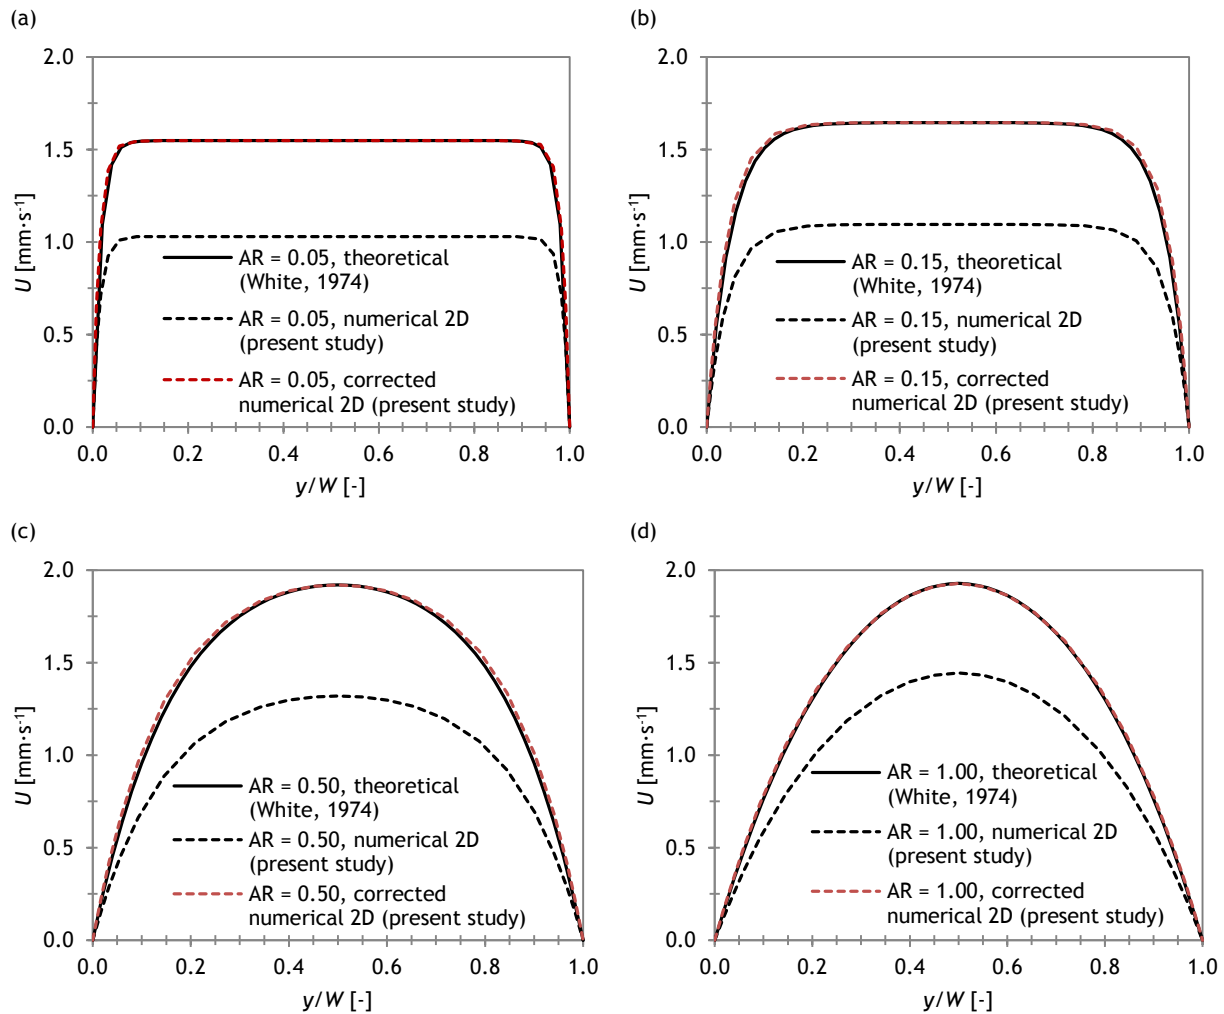 (a)
2.0
1.5
1.0
0.5
0.0
U [mm·s-1]
AR = 0.05, theoretical
(White, 1974)
AR = 0.05, numerical 2D
(present study)
AR = 0.05, corrected
numerical 2D (present study)
0.0 0.2 0.4 0.6 0.8 1.0
y/W [-]
(b)
2.0
1.5
1.0
0.5
0.0
U [mm·s-1]
AR = 0.15, theoretical
(White, 1974)
AR = 0.15, numerical 2D
(present study)
AR = 0.15, corrected
numerical 2D (present study)
0.0 0.2 0.4 0.6 0.8 1.0
y/W [-]
(c)
2.0
1.5
1.0
0.5
0.0
U [mm·s-1]
AR = 0.50, theoretical
(White, 1974)
AR = 0.50, numerical 2D
(present study)
AR = 0.50, corrected
numerical 2D (present study)
0.0 0.2 0.4 0.6 0.8 1.0
y/W [-]
(d)
2.0
1.5
1.0
0.5
0.0
U [mm·s-1]
AR = 1.00, theoretical
(White, 1974)
AR = 1.00, numerical 2D
(present study)
AR = 1.00, corrected
numerical 2D (present study)
0.0 0.2 0.4 0.6 0.8 1.0
y/W [-]